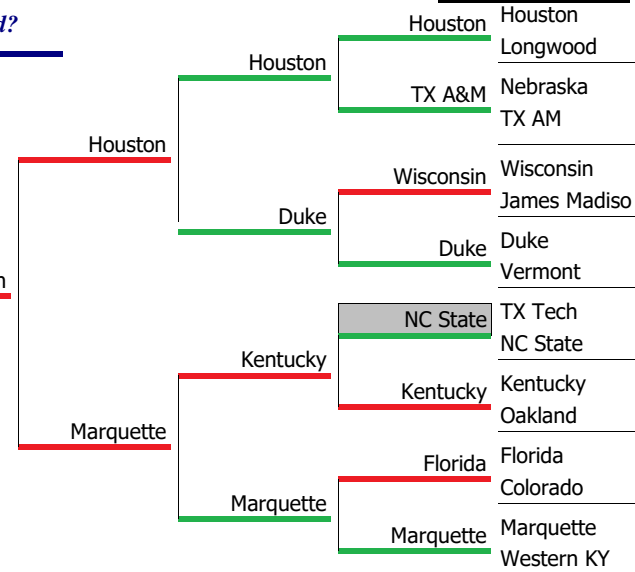 d?
Houston
Longwood
Nebraska
TX AM
Wisconsin
James Madiso
Duke
Vermont
TX Tech
NC State
Kentucky
Oakland
Florida
Colorado
Marquette
Western KY
Houston
TX A&M
Wisconsin
Duke
NC State
Kentucky
Florida
Marquette
Houston
Duke
Kentucky
Marquette
Houston
Marquette
n